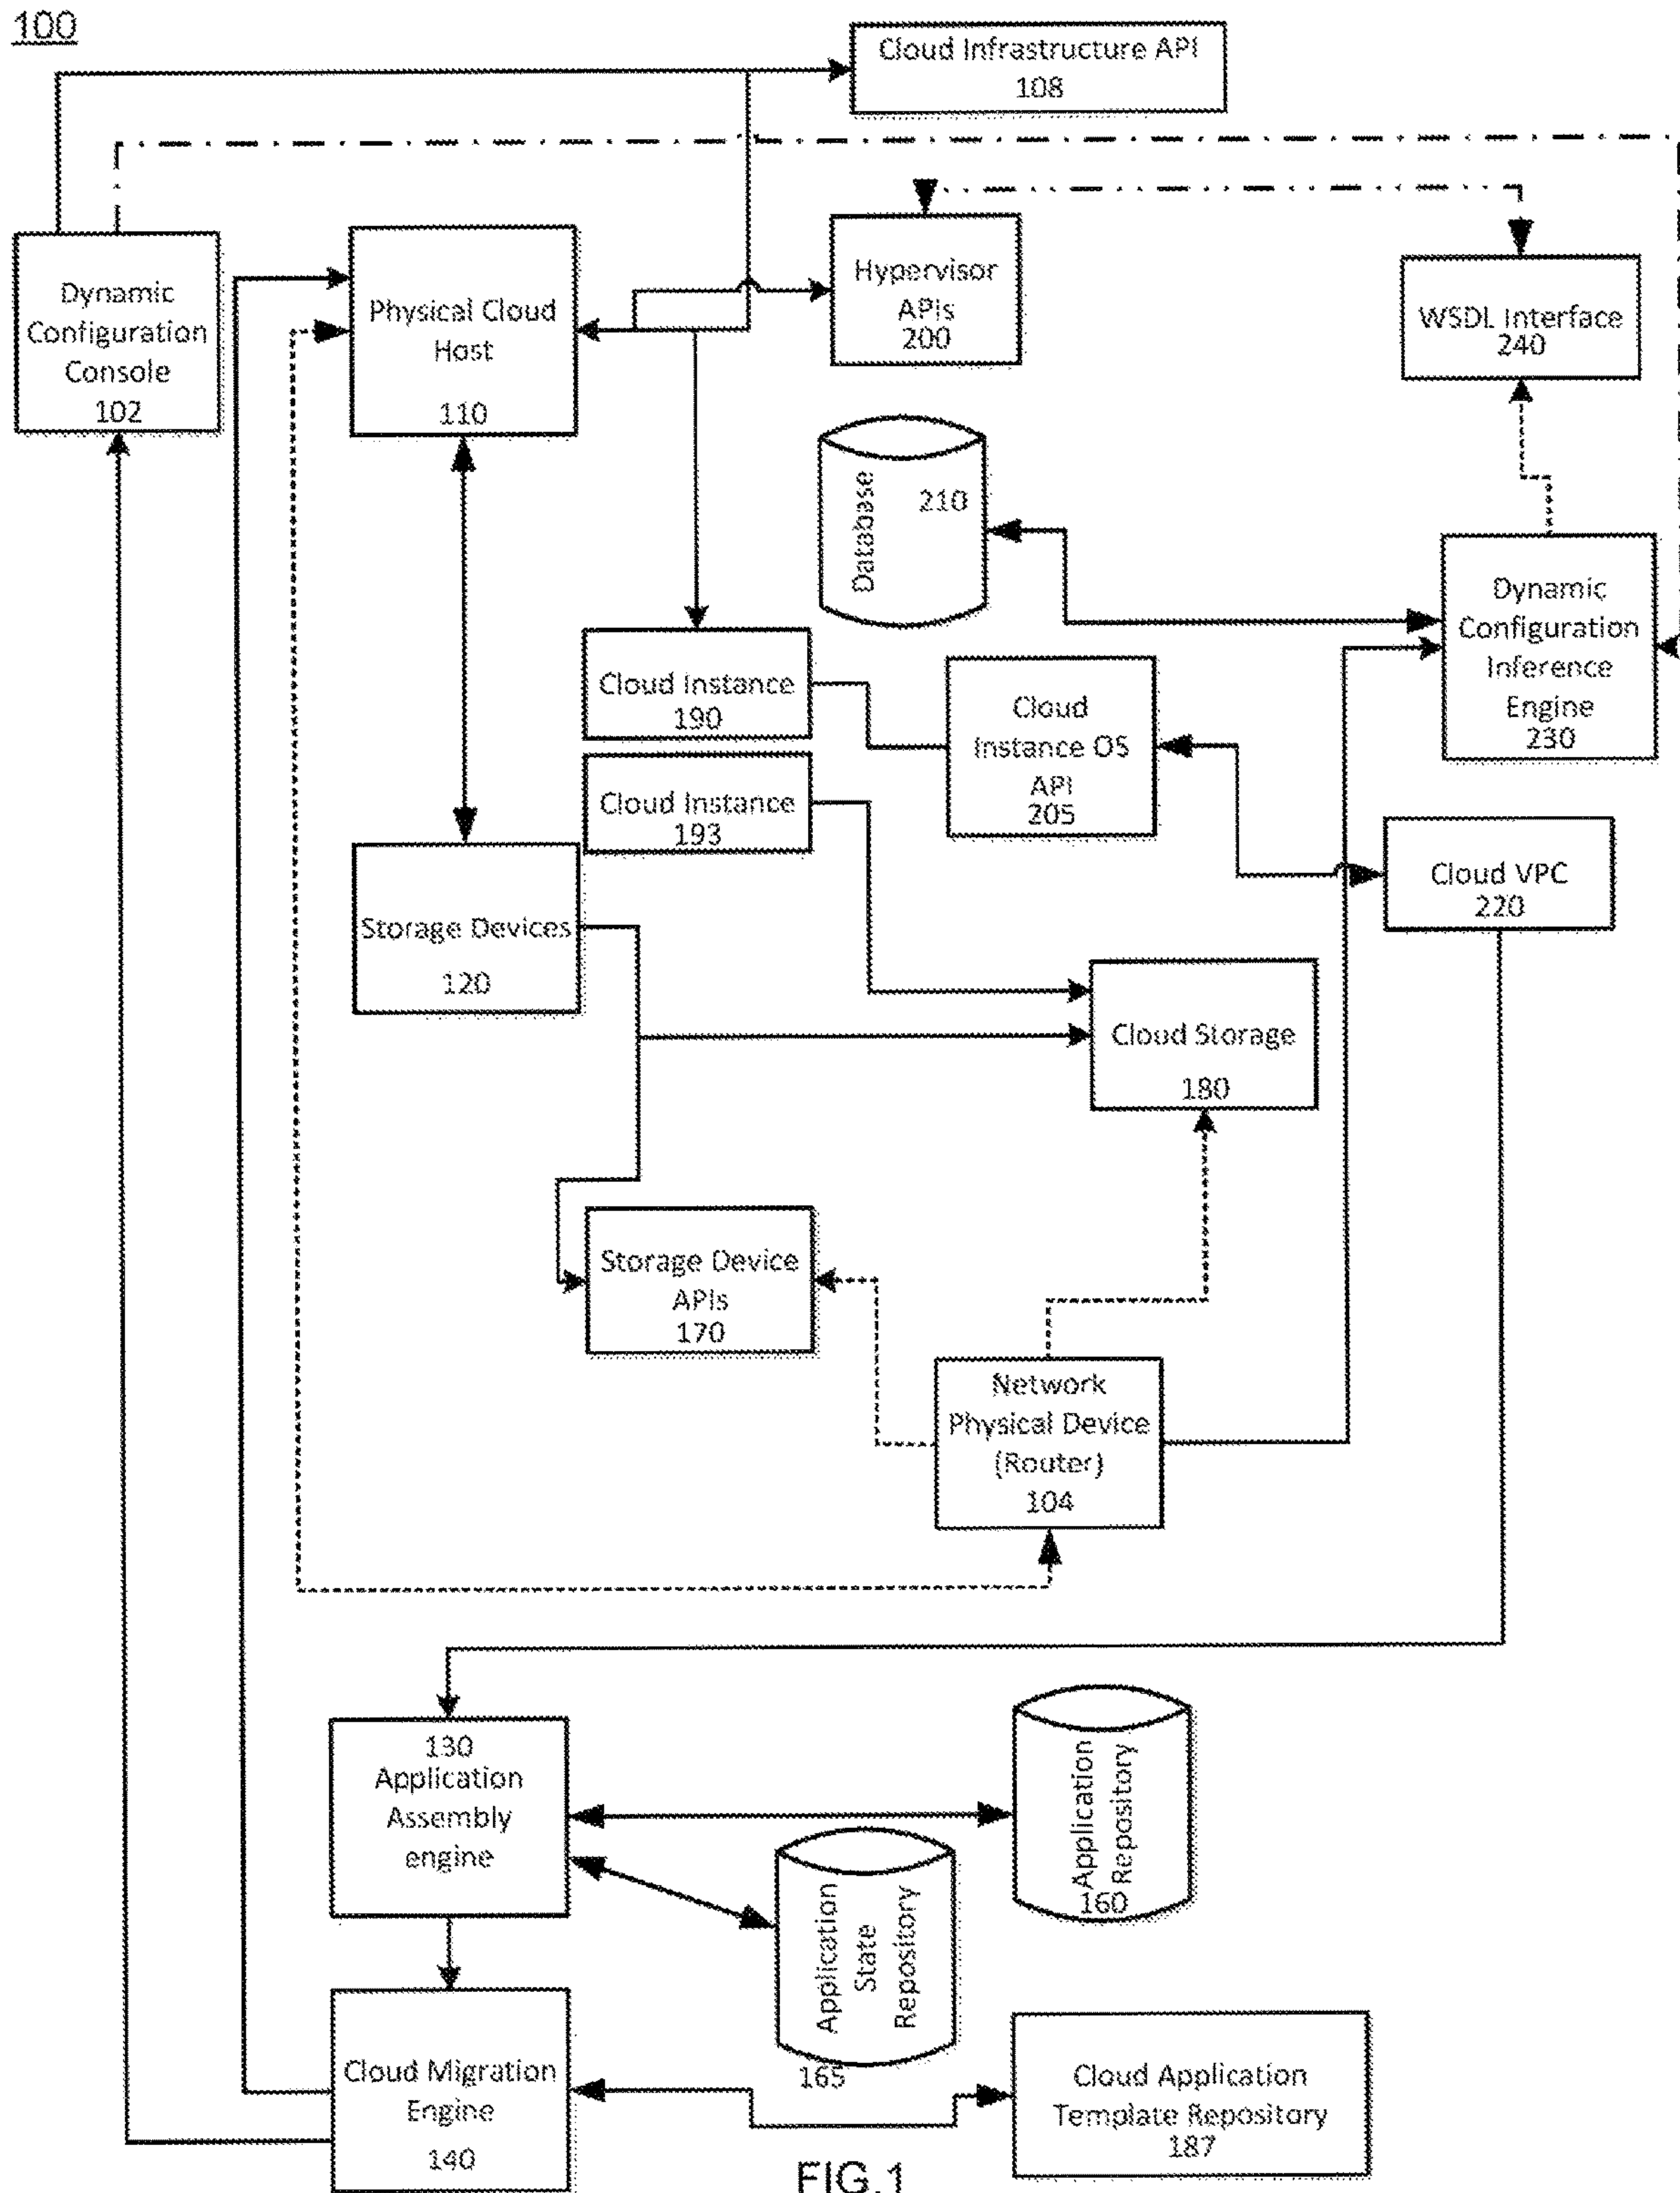 100
Cloud Infrastructure API
108
Dynamic
Configuration
Console
102
Physical Cloud
Host
110
Hypervisor
APIs
200
WSDL Interface
240
Database
210
Dynamic
Configuration
Inference
Engine
230
Cloud Instance
190
Cloud
Instance OS
API
205
Cloud Instance
193
Cloud VPC
220
Storage Devices
120
Cloud Storage
180
Storage Device
APIs
170
Network
Physical Device
(Router)
104
130
Application
Assembly
engine
Application
Repository
160
Application
State
Repository
165
Cloud Migration
Engine
140
Cloud Application
Template Repository
187
FIG.1